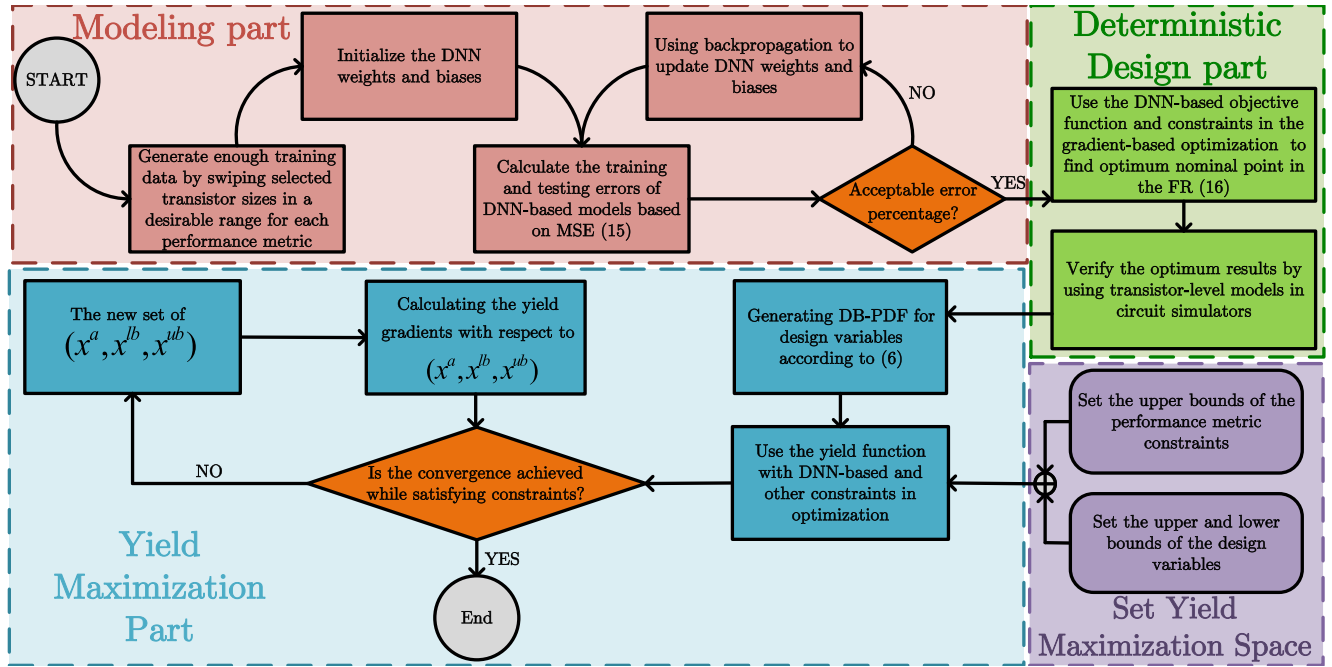 Modeling part
START
Generate enough training
data by swiping selected
transistor sizes in a
desirable range for each
performance metric
Initialize the DNN
weights and biases
Using backpropagation to
update DNN weights and
biases
Calculate the training
and testing errors of
DNN-based models based
on MSE (15)
Acceptable error
percentage?
NO
YES
Deterministic
Design part
Use the DNN-based objective
function and constraints in the
gradient-based optimization to
find optimum nominal point in
the FR (16)
Verify the optimum results by
using transistor-level models in
circuit simulators
Generating DB-PDF for
design variables
according to (6)
Use the yield function
with DNN-based and
other constraints in
optimization
Set the upper bounds of the
performance metric
constraints
Set the upper and lower
bounds of the design
variables
Set Yield
Maximization Space
Calculating the yield
gradients with respect to
(x^a, x^lb, x^ub)
The new set of
(x^a, x^lb, x^ub)
Is the convergence achieved
while satisfying constraints?
NO
YES
End
Yield
Maximization
Part